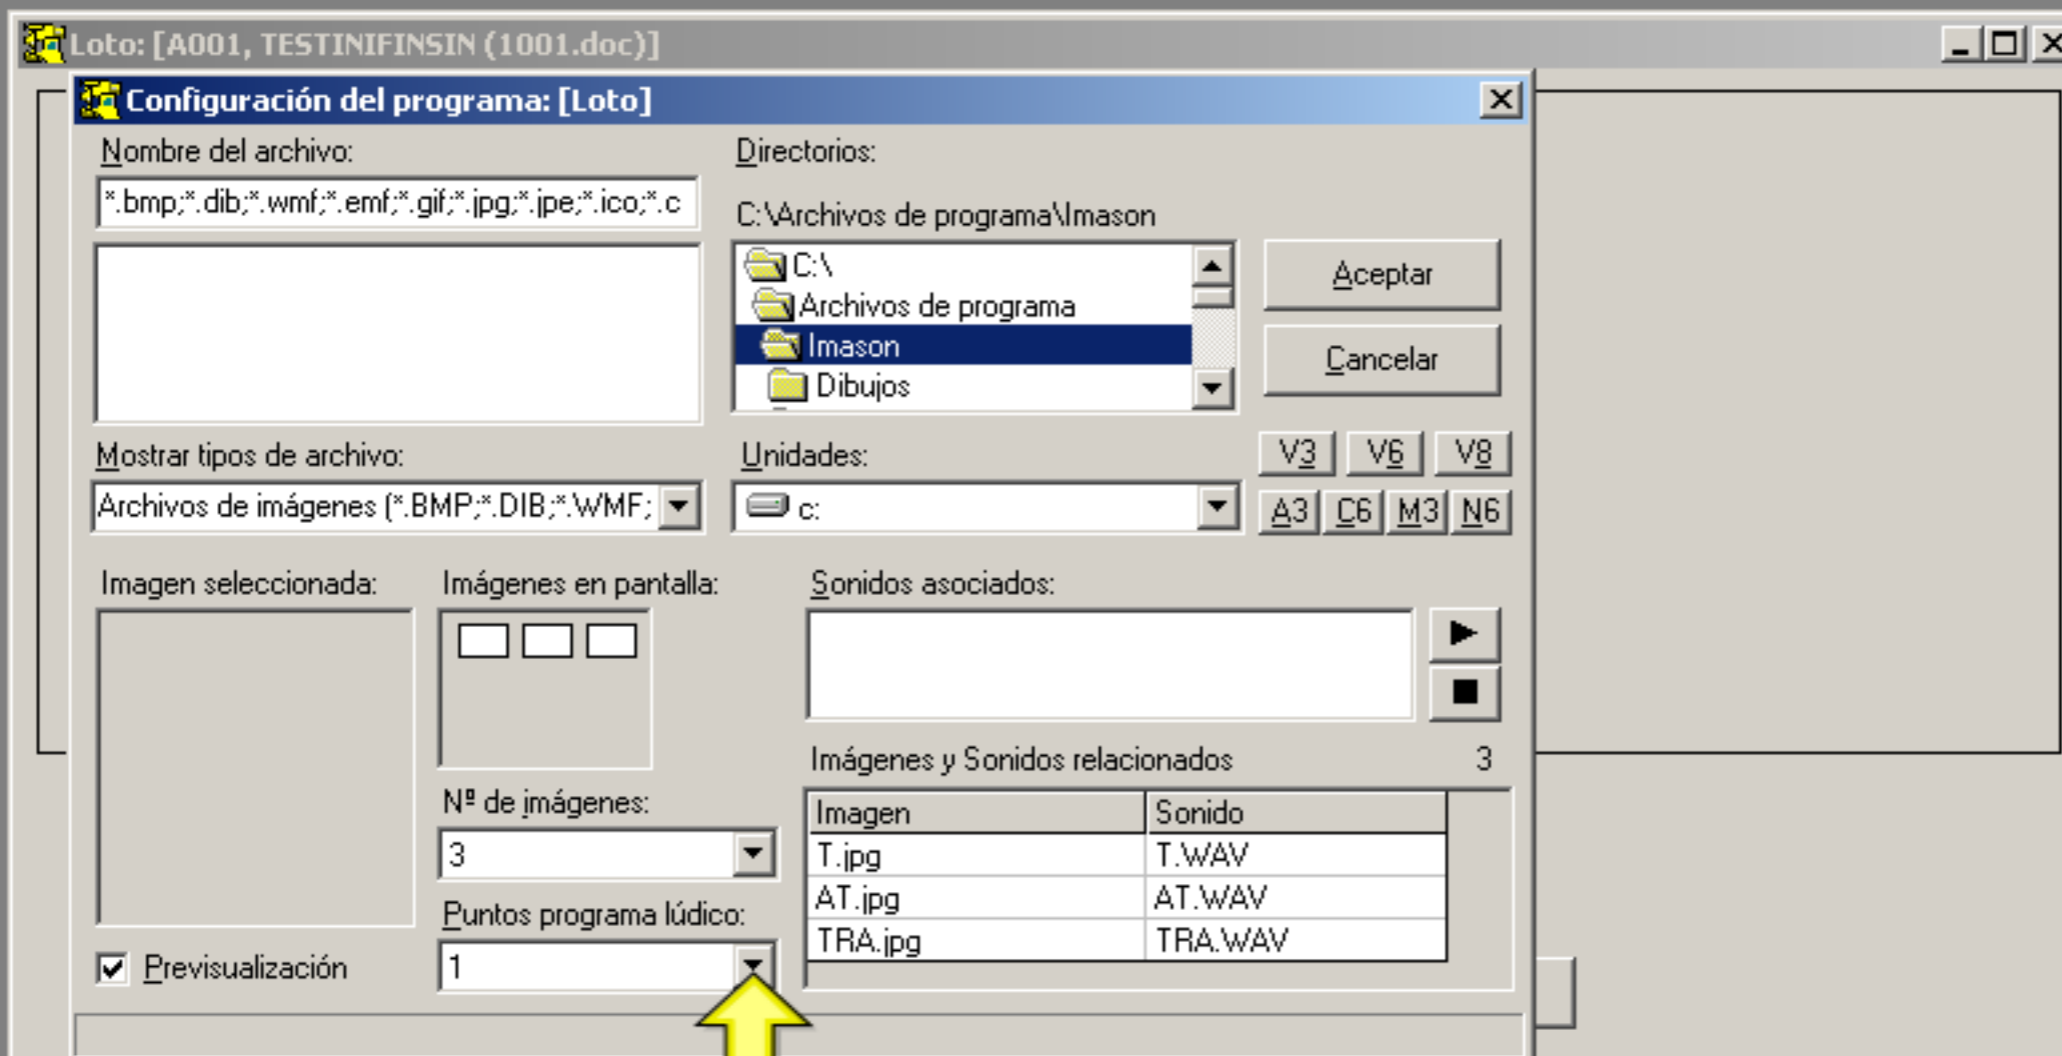 Loto: [A001, TESTINIFINSIN (1001.doc)]
Configuración del programa: [Loto]
Nombre del archivo:
*.bmp;*.dib;*.wmf;*.emf;*.gif;*.jpg;*.jpe;*.ico;*.c
Directorios:
C:\Archivos de programa\Imason
C:\
Archivos de programa
Imason
Dibujos
Aceptar
Cancelar
Mostrar tipos de archivo:
Archivos de imágenes (*.BMP;*.DIB;*.WMF;
Unidades:
c:
V3 V6 V8
A3 C6 M3 N6
Imagen seleccionada:
Previsualización
Imágenes en pantalla:
Nº de imágenes:
3
Puntos programa lúdico:
1
Sonidos asociados:
Imágenes y Sonidos relacionados 3
Imagen Sonido
T.jpg T.WAV
AT.jpg AT.WAV
TRA.jpg TRA.WAV